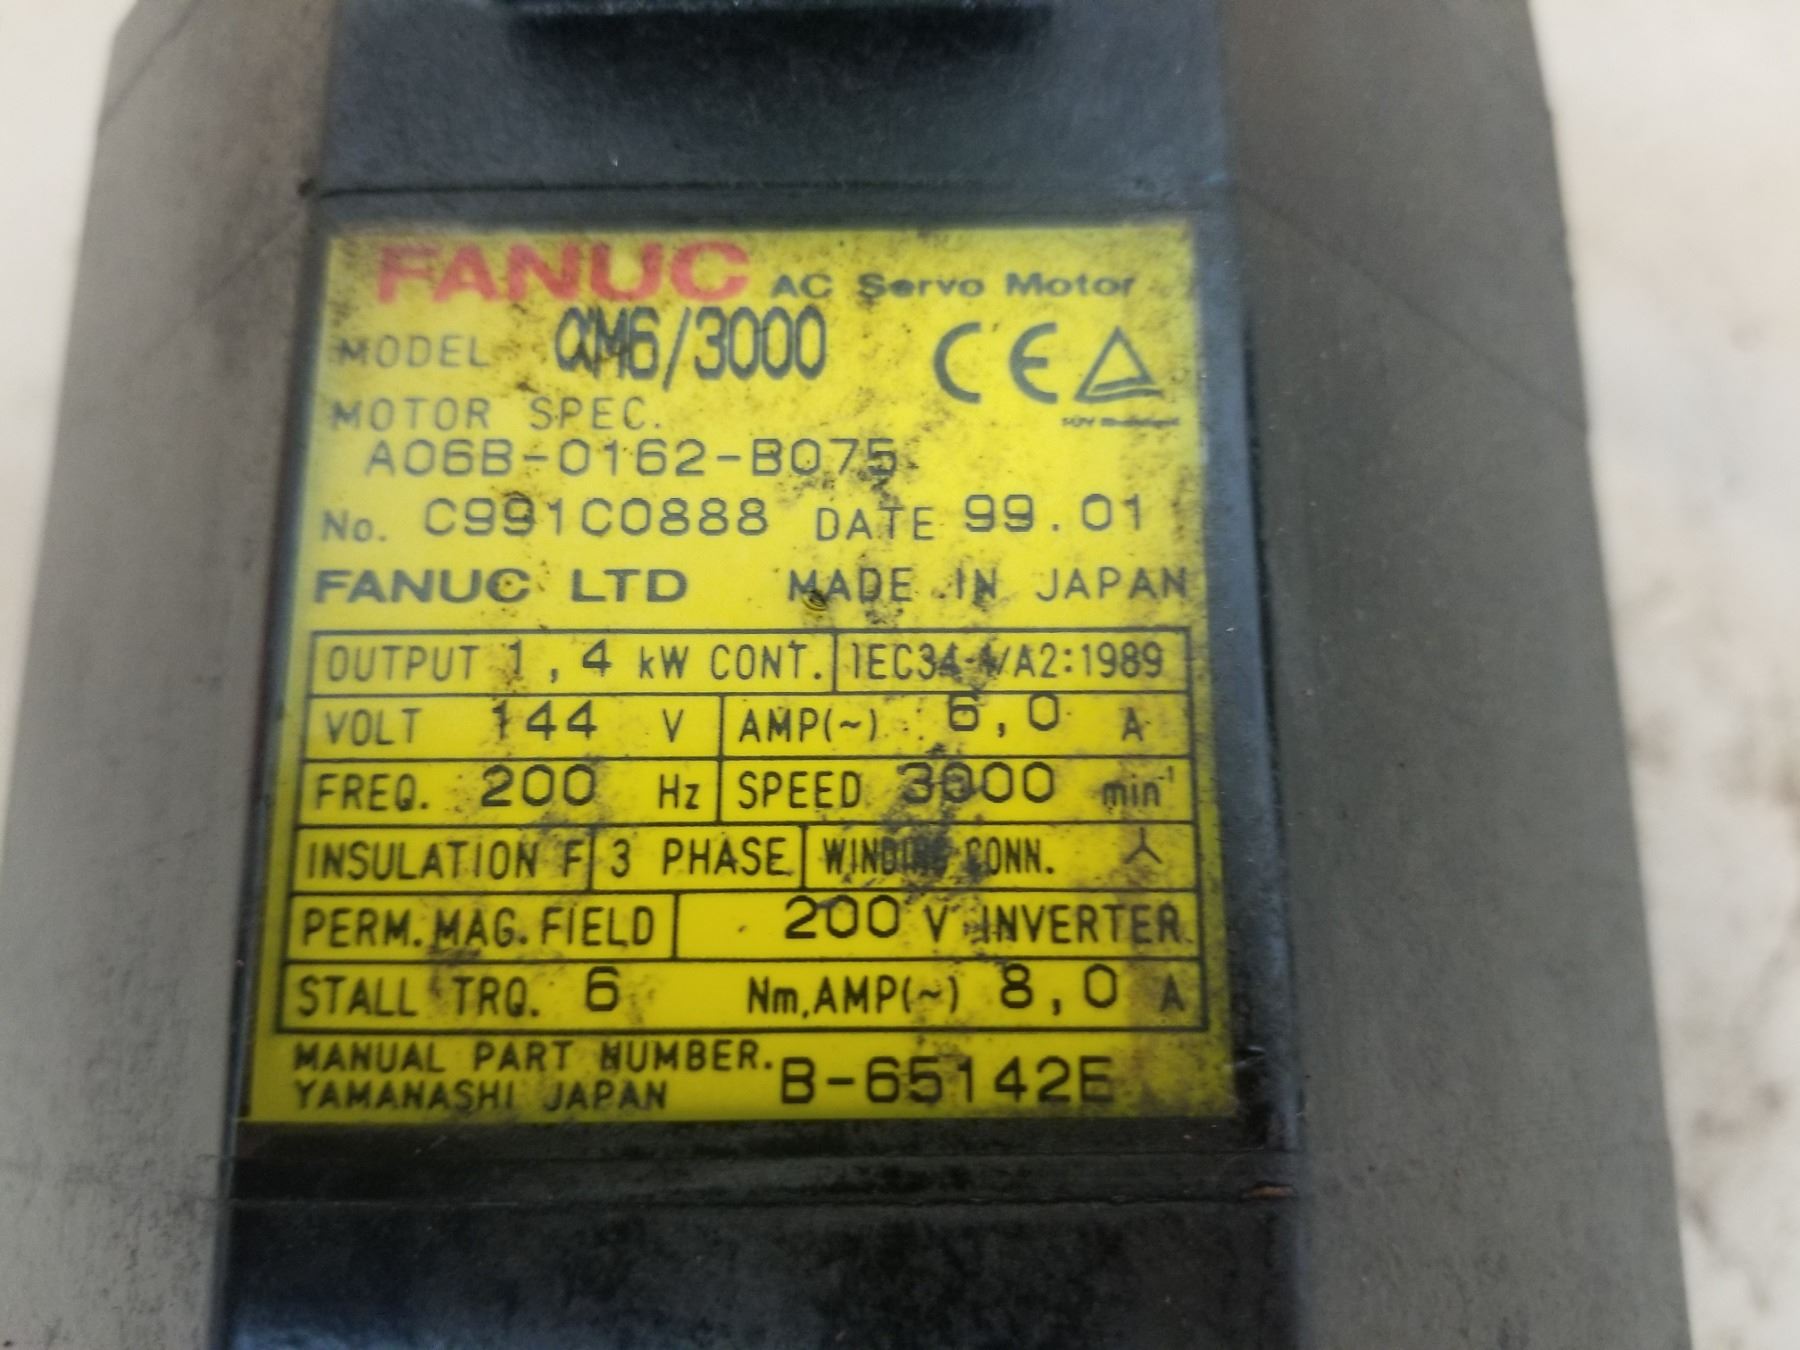 FANUC AC Servo Motor
MODEL αM6/3000 CE
MOTOR SPEC.
A06B-0162-B075
No. C991C0888 DATE 99.01
FANUC LTD MADE IN JAPAN
OUTPUT 1,4 kW CONT. IEC34-1/A2:1989
VOLT 144 V AMP(~) 6,0 A
FREQ. 200 Hz SPEED 3000 min⁻¹
INSULATION F 3 PHASE WINDING CONN.
PERM.MAG.FIELD 200 V INVERTER
STALL TRQ. 6 Nm,AMP(~) 8,0 A
MANUAL PART NUMBER. B-65142E
YAMANASHI JAPAN